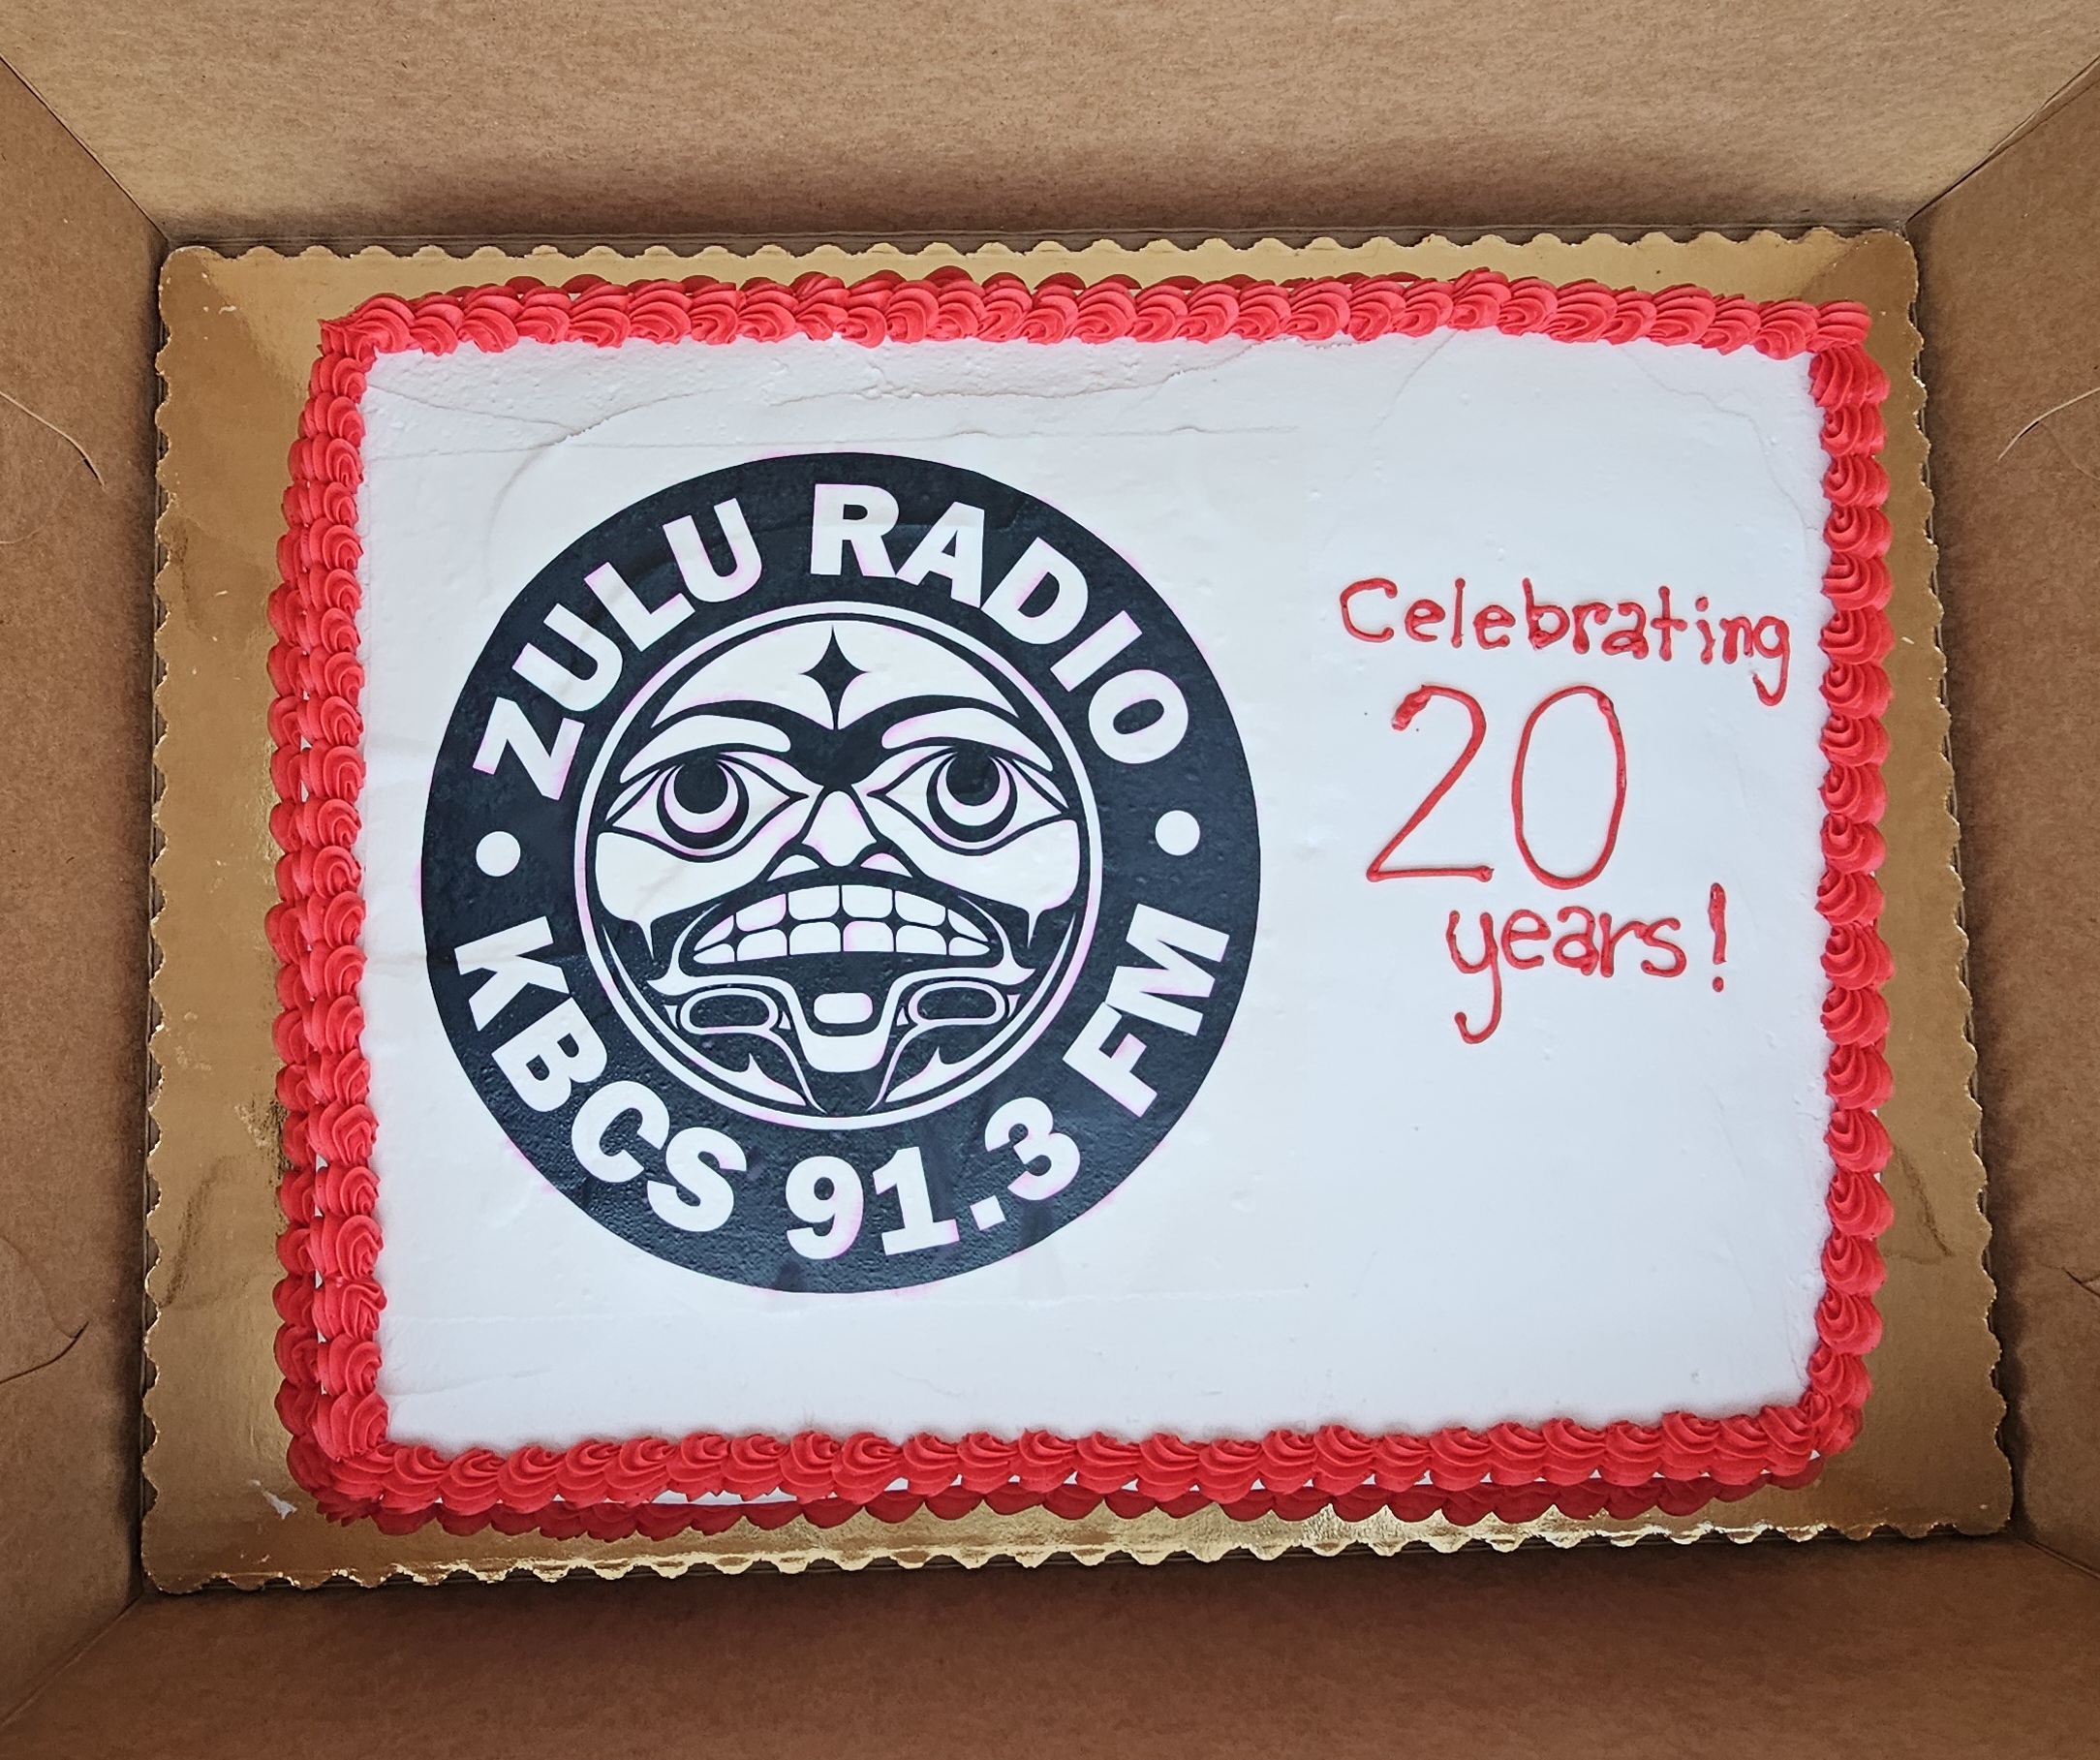 ZULU RADIO
KBCS 91.3 FM
Celebrating
20
years!